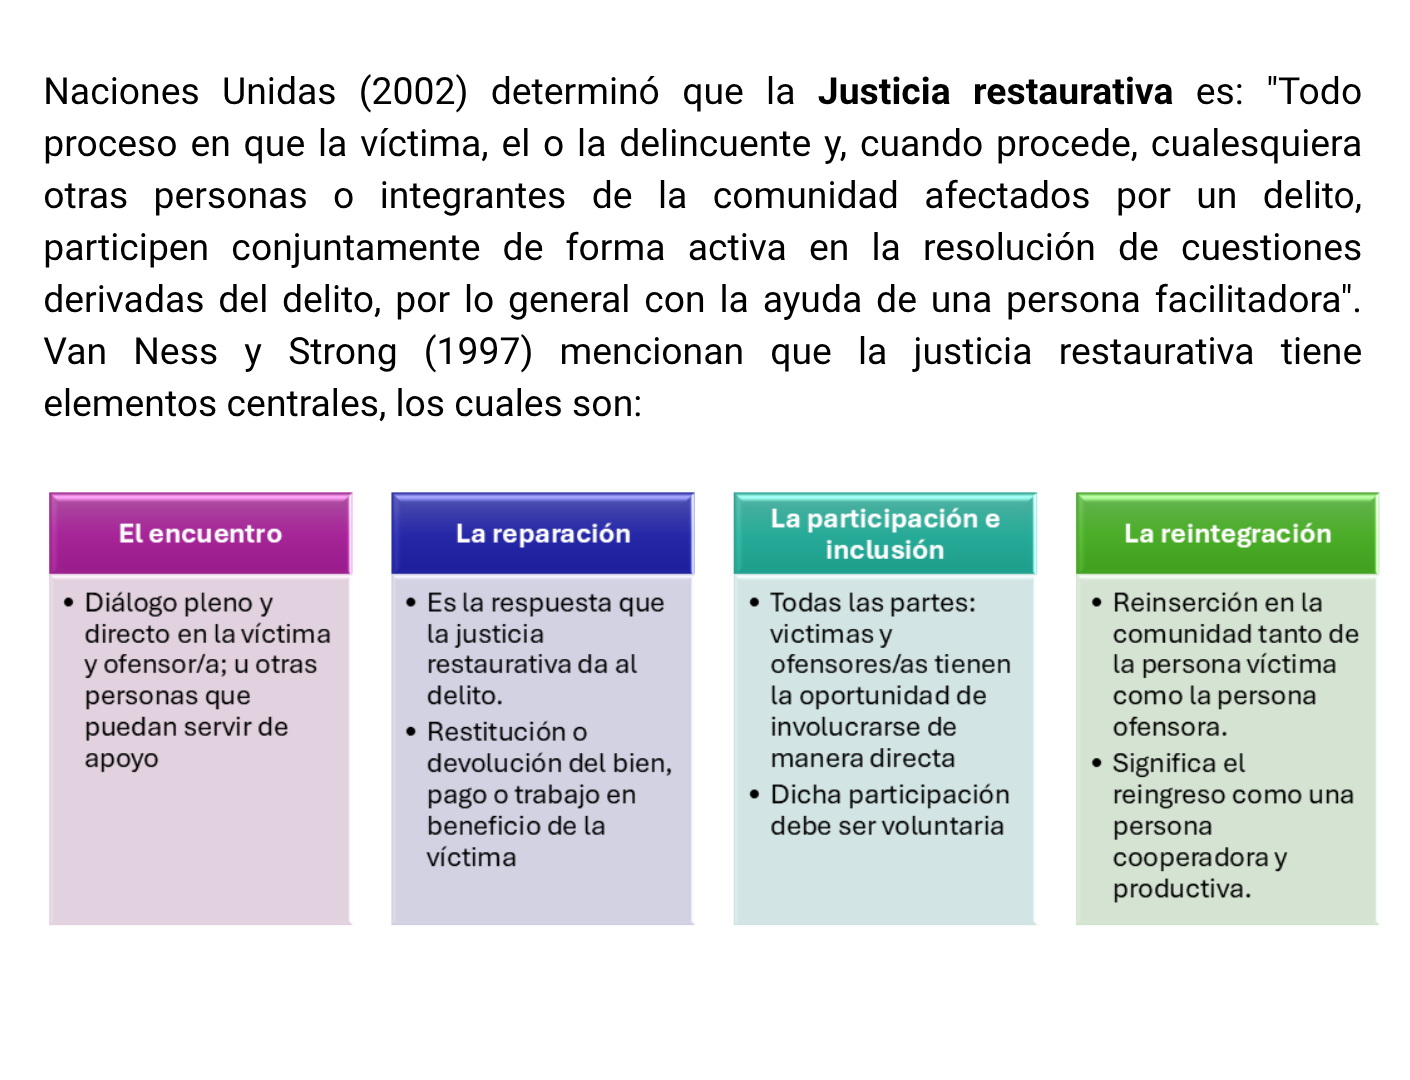 Naciones Unidas (2002) determinó que la Justicia restaurativa es: "Todo
proceso en que la víctima, el o la delincuente y, cuando procede, cualesquiera
otras personas o integrantes de la comunidad afectados por un delito,
participen conjuntamente de forma activa en la resolución de cuestiones
derivadas del delito, por lo general con la ayuda de una persona facilitadora".
Van Ness y Strong (1997) mencionan que la justicia restaurativa tiene
elementos centrales, los cuales son:
El encuentro
• Diálogo pleno y
directo en la víctima
y ofensor/a; u otras
personas que
puedan servir de
apoyo
La reparación
• Es la respuesta que
la justicia
restaurativa da al
delito.
• Restitución o
devolución del bien,
pago o trabajo en
beneficio de la
víctima
La participación e
inclusión
• Todas las partes:
victimas y
ofensores/as tienen
la oportunidad de
involucrarse de
manera directa
• Dicha participación
debe ser voluntaria
La reintegración
• Reinserción en la
comunidad tanto de
la persona víctima
como la persona
ofensora.
• Significa el
reingreso como una
persona
cooperadora y
productiva.